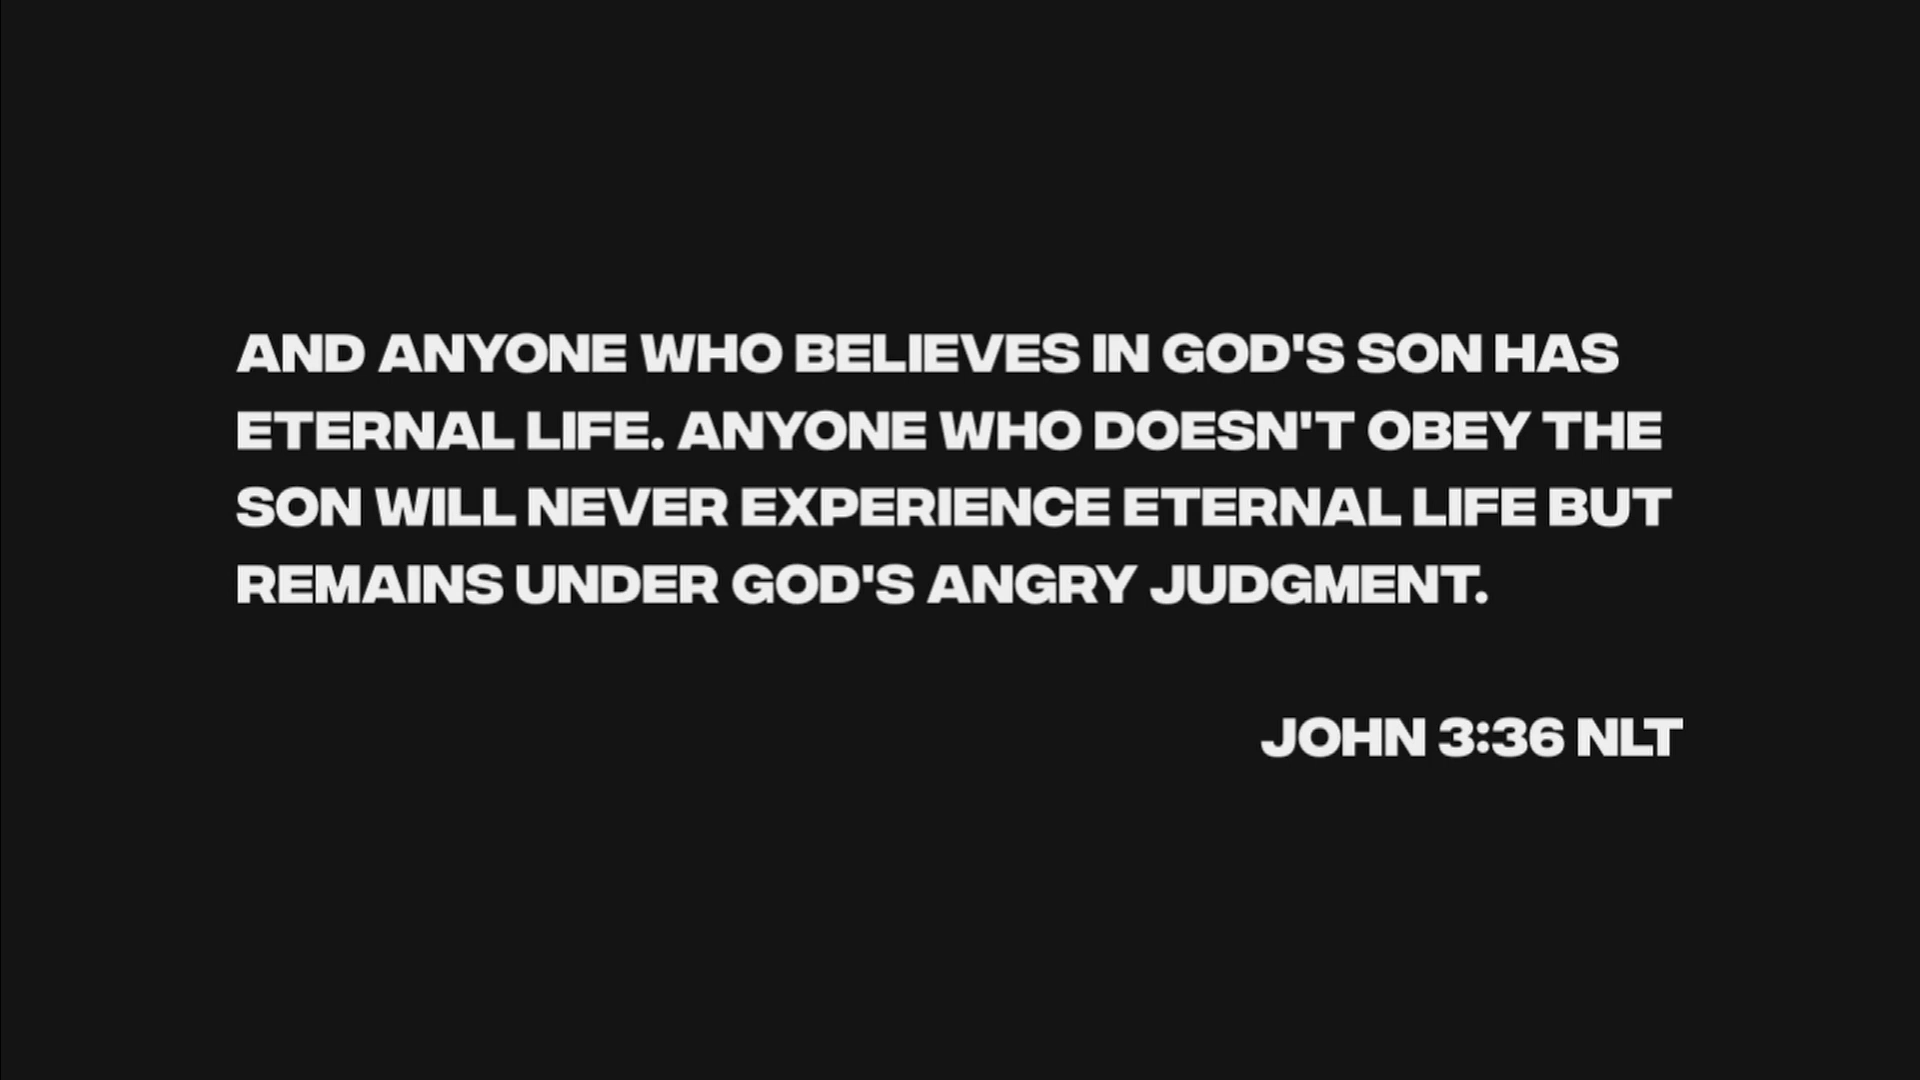 AND ANYONE WHO BELIEVES IN GOD'S SON HAS
ETERNAL LIFE. ANYONE WHO DOESN'T OBEY THE
SON WILL NEVER EXPERIENCE ETERNAL LIFE BUT
REMAINS UNDER GOD'S ANGRY JUDGMENT.
JOHN 3:36 NLT